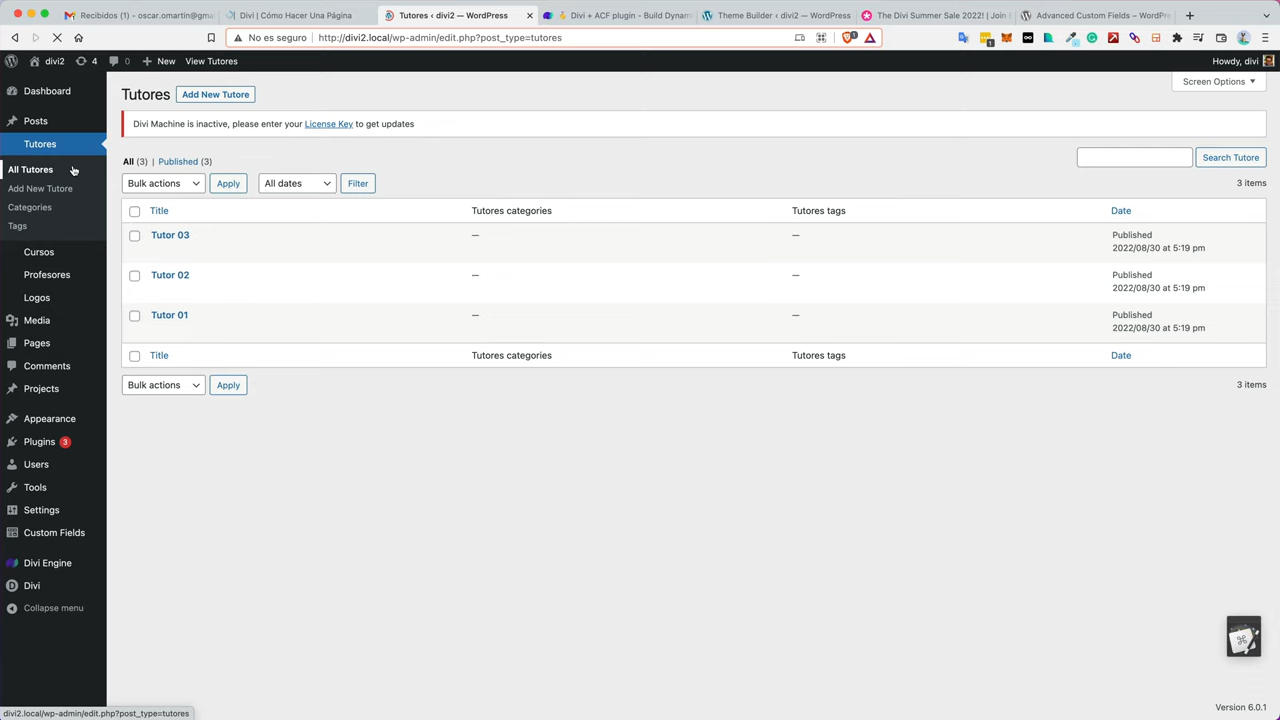 Recibidos (1) - oscar.omartin@gma
Divi | Cómo Hacer Una Página
Tutores ‹ divi2 — WordPress
Divi + ACF plugin - Build Dynam
Theme Builder ‹ divi2 — WordPr
The Divi Summer Sale 2022! | Join
Advanced Custom Fields – WordPre
No es seguro
http://divi2.local/wp-admin/edit.php?post_type=tutores
divi2
4
0
New
View Tutores
Howdy, divi
Dashboard
Posts
Tutores
All Tutores
Add New Tutore
Categories
Tags
Cursos
Profesores
Logos
Media
Pages
Comments
Projects
Appearance
Plugins 3
Users
Tools
Settings
Custom Fields
Divi Engine
Divi
Collapse menu
Screen Options
Tutores
Add New Tutore
Divi Machine is inactive, please enter your License Key to get updates
All (3) | Published (3)
Search Tutore
Bulk actions
Apply
All dates
Filter
3 items
Title
Tutores categories
Tutores tags
Date
Tutor 03
—
—
Published
2022/08/30 at 5:19 pm
Tutor 02
—
—
Published
2022/08/30 at 5:19 pm
Tutor 01
—
—
Published
2022/08/30 at 5:19 pm
Title
Tutores categories
Tutores tags
Date
Bulk actions
Apply
3 items
divi2.local/wp-admin/edit.php?post_type=tutores
Version 6.0.1